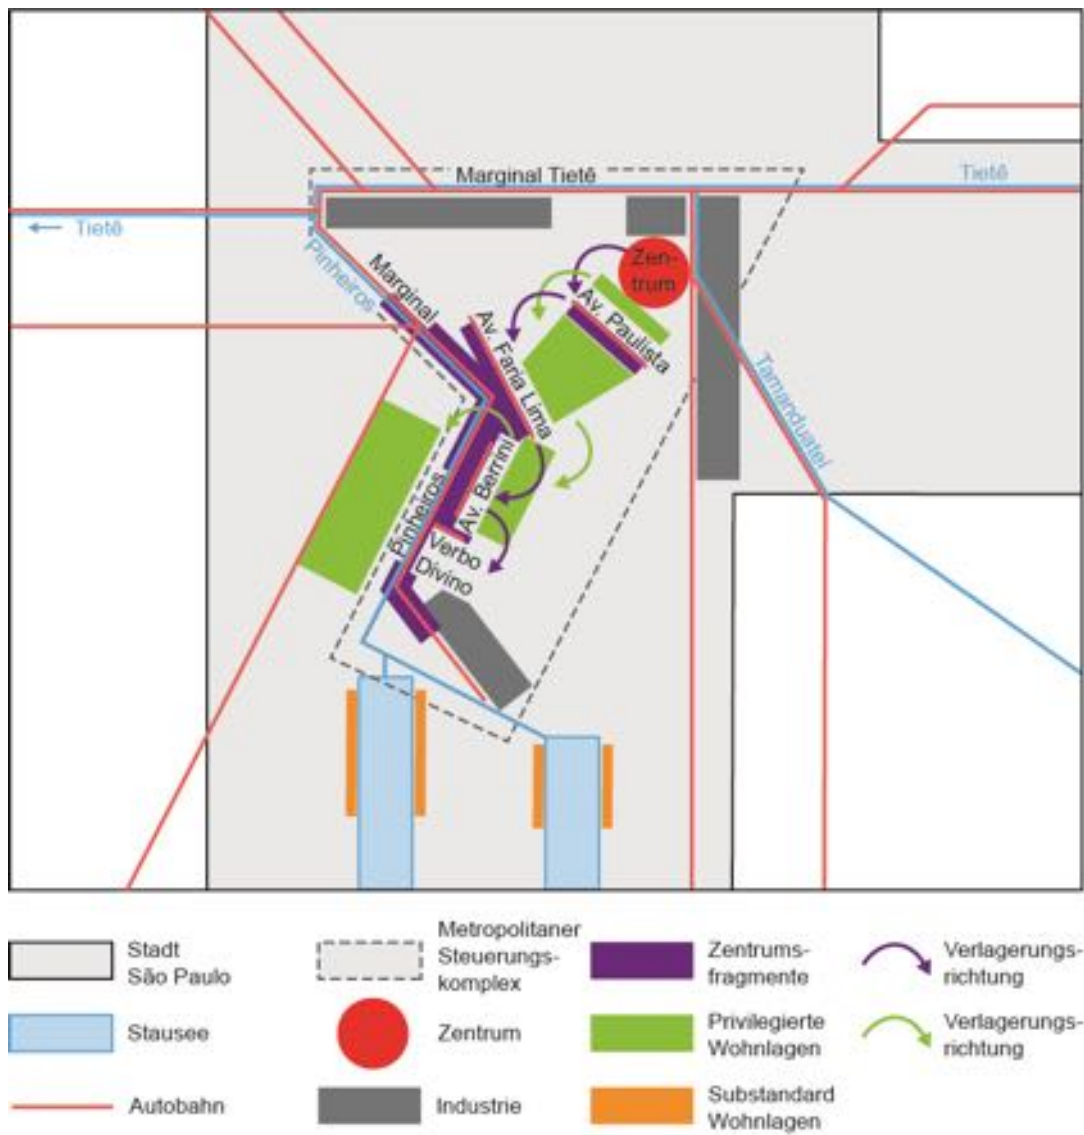 Marginal Tietê
Tietê
← Tietê
Pinheiros
Marginal
Zen-
trum
Av. Paulista
Av. Faria Lima
Tamanduateí
Pinheiros
Av. Berrini
Verbo
Divino
Stadt
São Paulo
Metropolitaner
Steuerungs-
komplex
Zentrums-
fragmente
Verlagerungs-
richtung
Stausee
Zentrum
Privilegierte
Wohnlagen
Verlagerungs-
richtung
Autobahn
Industrie
Substandard
Wohnlagen